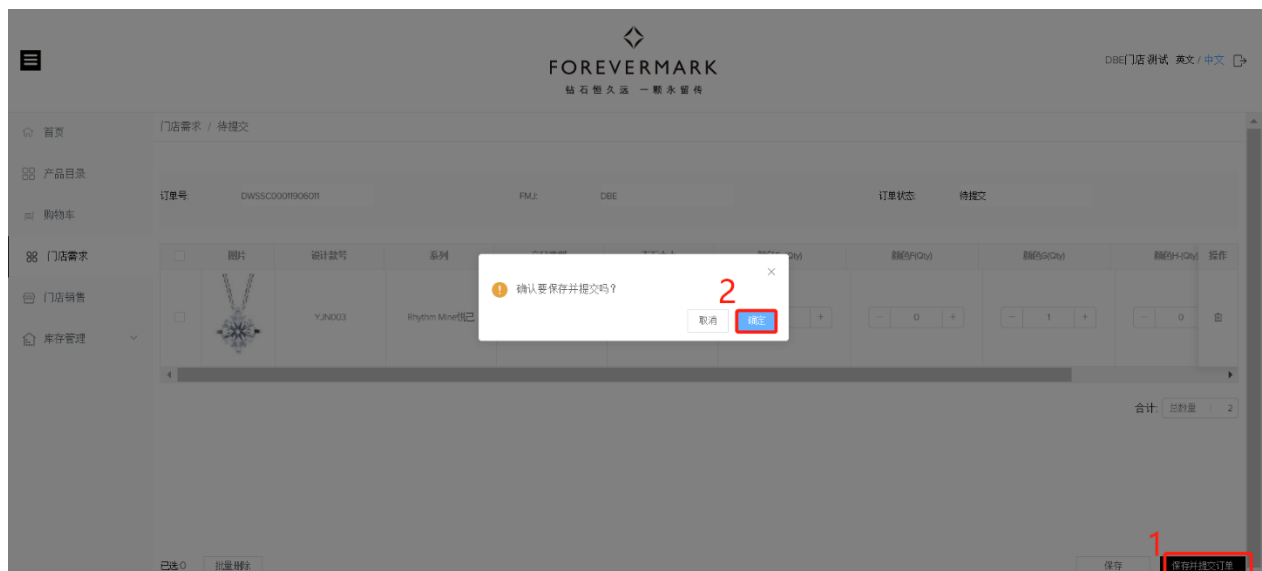 FOREVERMARK
钻石恒久远 一颗永留传
DBE门店 测试 英文 / 中文
首页
产品目录
购物车
门店需求
门店销售
库存管理
门店需求 / 待提交
订单号: DWSSC00011906011 FMJ: DBE 订单状态: 待提交
图片 设计款号 系列 颜色F(Qty) 颜色G(Qty) 颜色H-(Qty) 操作
YJN003 Rhythm Mine悦己 + - 0 + - 1 + - 0
确认要保存并提交吗?
2
取消 确定
合计: 总数量 2
1
已选:0 批量删除 保存 保存并提交订单